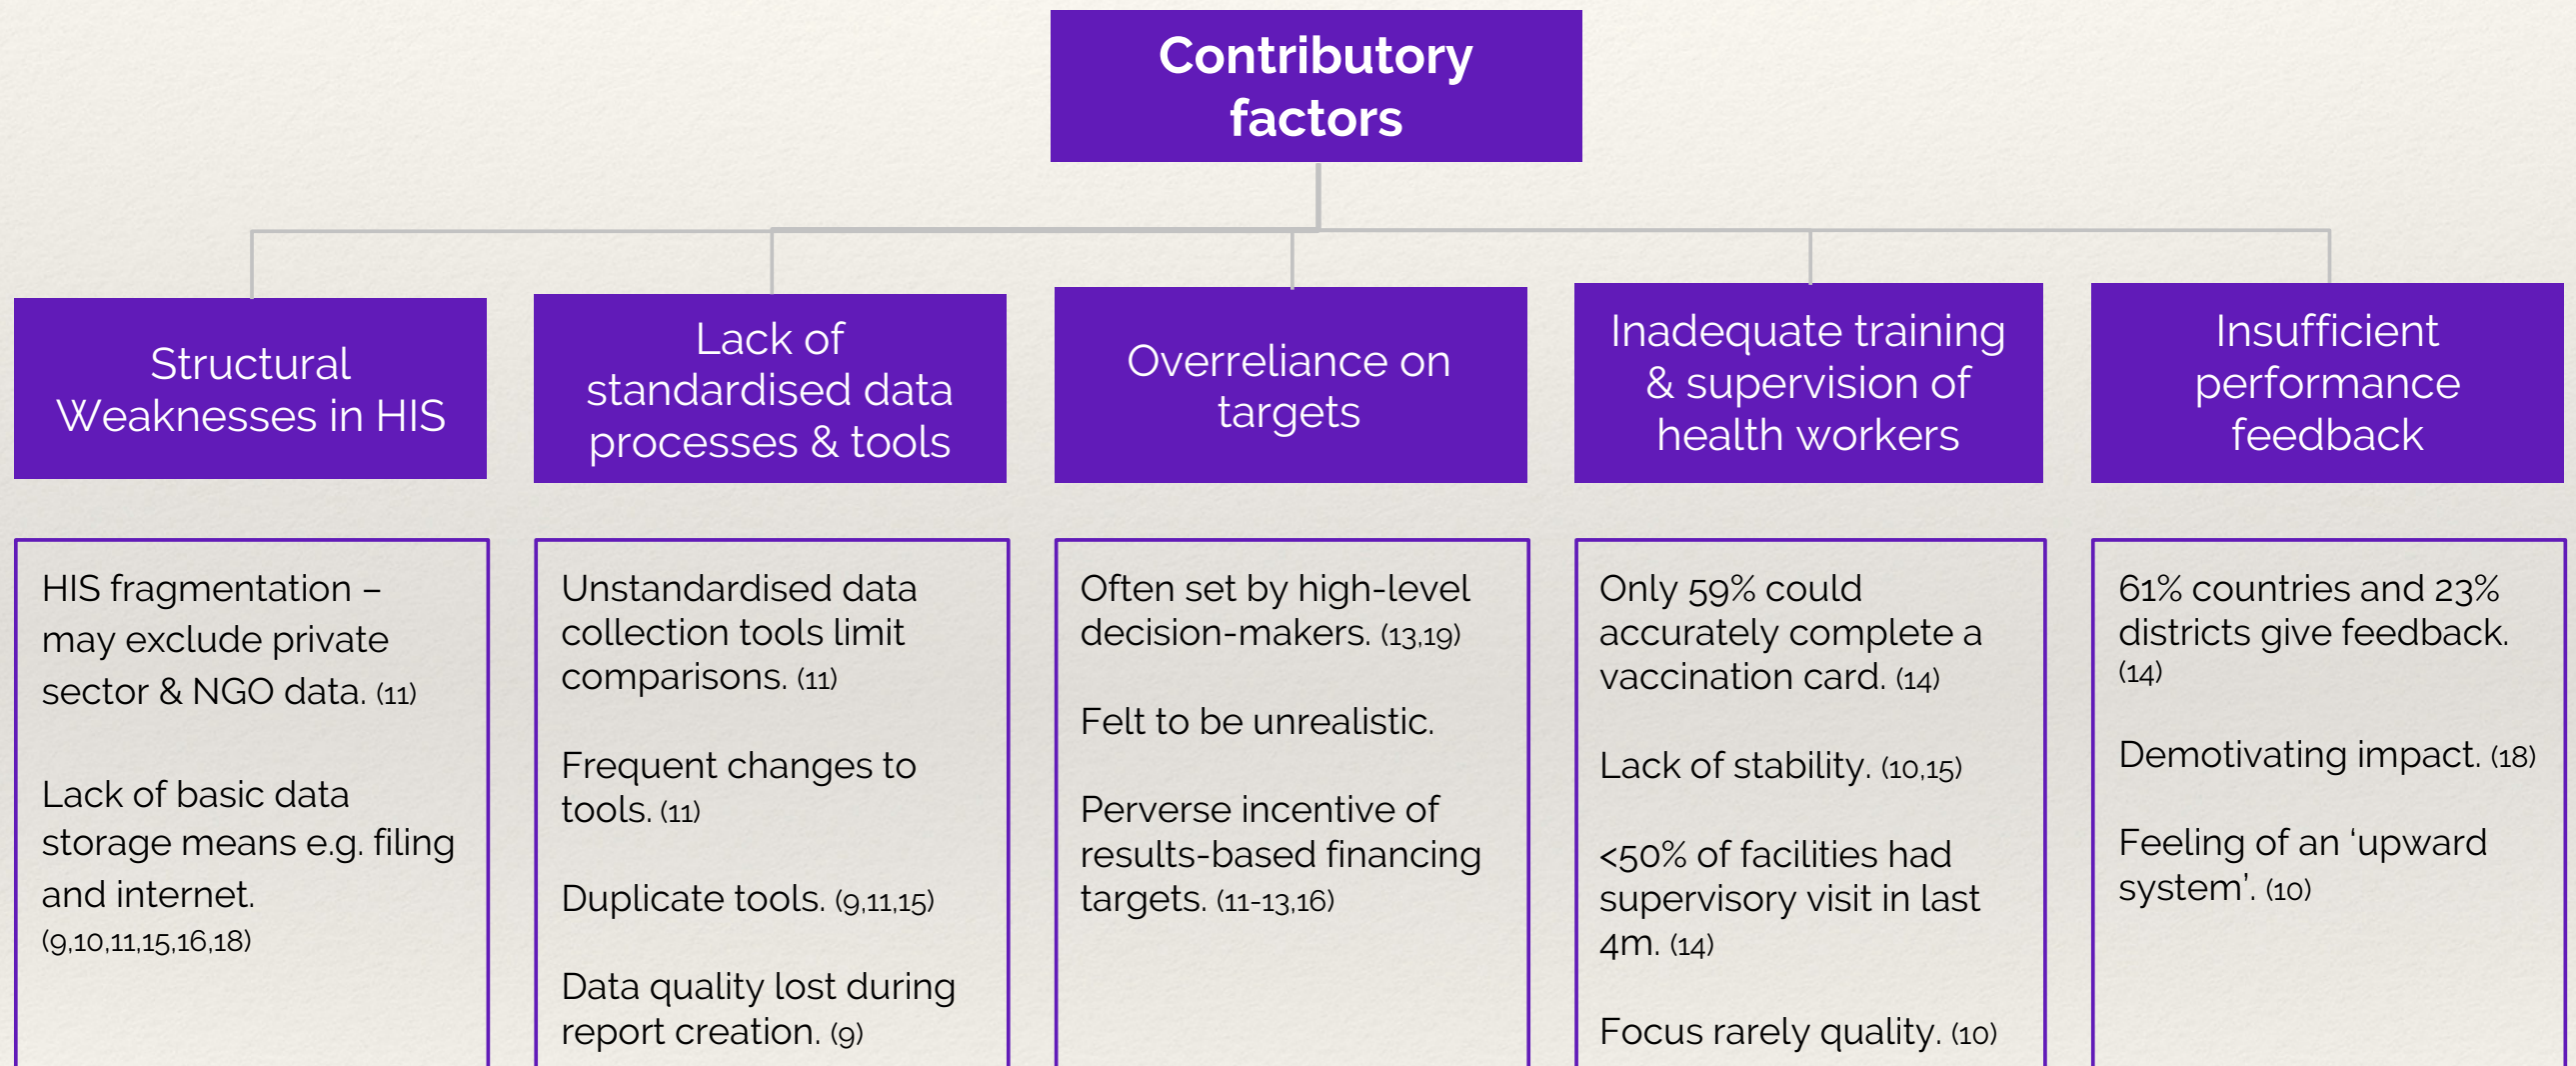 Contributory
factors
Structural
Weaknesses in HIS
Lack of
standardised data
processes & tools
Overreliance on
targets
Inadequate training
& supervision of
health workers
Insufficient
performance
feedback
HIS fragmentation –
may exclude private
sector & NGO data. (11)
Lack of basic data
storage means e.g. filing
and internet.
(9,10,11,15,16,18)
Unstandardised data
collection tools limit
comparisons. (11)
Frequent changes to
tools. (11)
Duplicate tools. (9,11,15)
Data quality lost during
report creation. (9)
Often set by high-level
decision-makers. (13,19)
Felt to be unrealistic.
Perverse incentive of
results-based financing
targets. (11-13,16)
Only 59% could
accurately complete a
vaccination card. (14)
Lack of stability. (10,15)
<50% of facilities had
supervisory visit in last
4m. (14)
Focus rarely quality. (10)
61% countries and 23%
districts give feedback.
(14)
Demotivating impact. (18)
Feeling of an ‘upward
system’. (10)